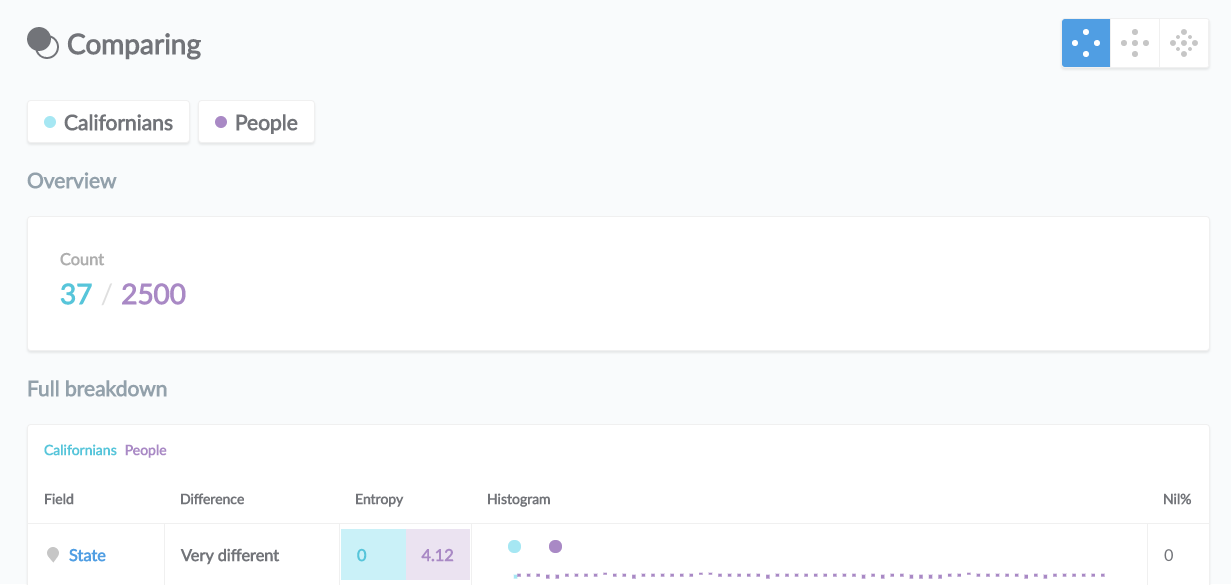 Comparing
Californians People
Overview
Count
37 / 2500
Full breakdown
Californians People
Field Difference Entropy Histogram Nil%
State Very different 0 4.12 0